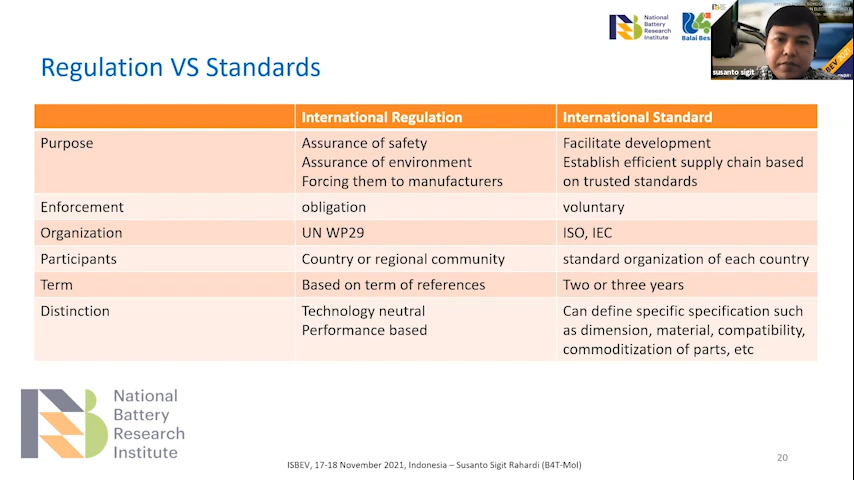 National
Battery
Research
Institute
Balai Bes
susanto sigit
BEV 2021
Regulation VS Standards
International Regulation
International Standard
Purpose
Assurance of safety
Assurance of environment
Forcing them to manufacturers
Facilitate development
Establish efficient supply chain based
on trusted standards
Enforcement
obligation
voluntary
Organization
UN WP29
ISO, IEC
Participants
Country or regional community
standard organization of each country
Term
Based on term of references
Two or three years
Distinction
Technology neutral
Performance based
Can define specific specification such
as dimension, material, compatibility,
commoditization of parts, etc
National
Battery
Research
Institute
ISBEV, 17-18 November 2021, Indonesia – Susanto Sigit Rahardi (B4T-MoI)
20